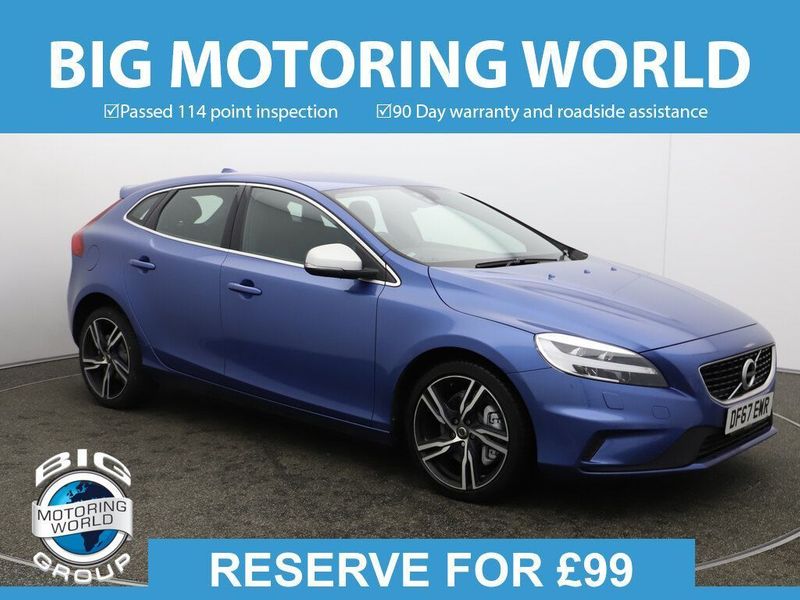 BIG MOTORING WORLD
☑Passed 114 point inspection ☑90 Day warranty and roadside assistance
DF67 EWR
BIG
MOTORING
WORLD
GROUP
RESERVE FOR £99